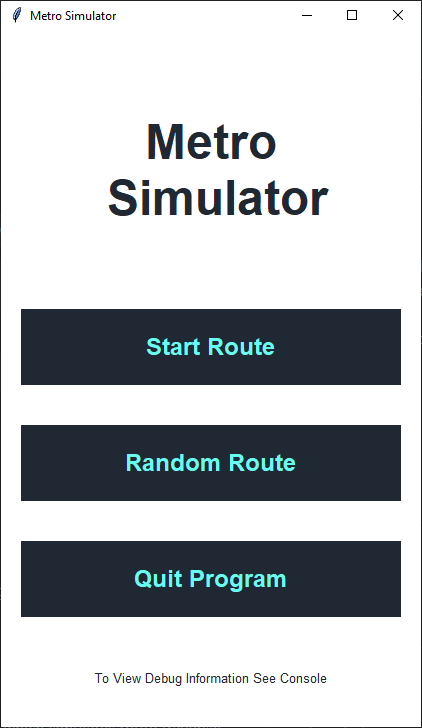 Metro Simulator
Metro
Simulator
Start Route
Random Route
Quit Program
To View Debug Information See Console